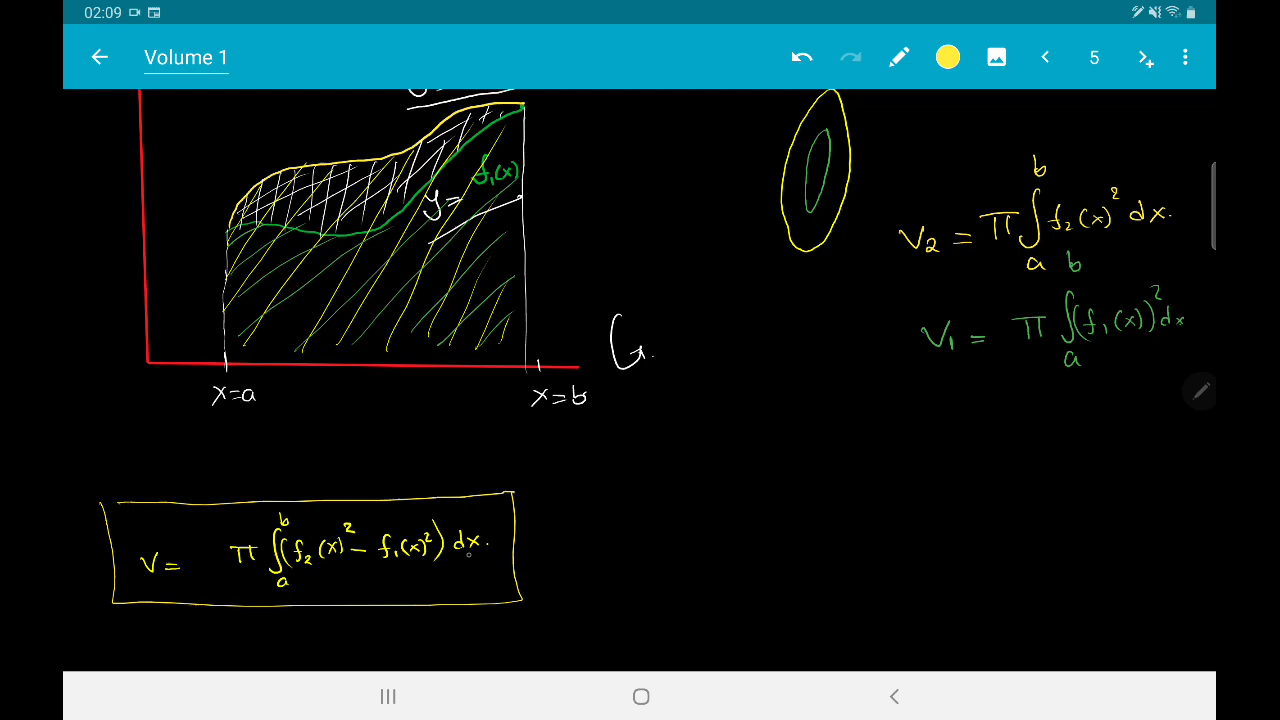 02:09
Volume 1
5
f₁(x)
y =
x=a
x=b
V₂ = π ∫ₐᵇ f₂(x)² dx.
V₁ = π ∫ₐᵇ (f₁(x))² dx
V = π ∫ₐᵇ (f₂(x)² − f₁(x)²) dx.